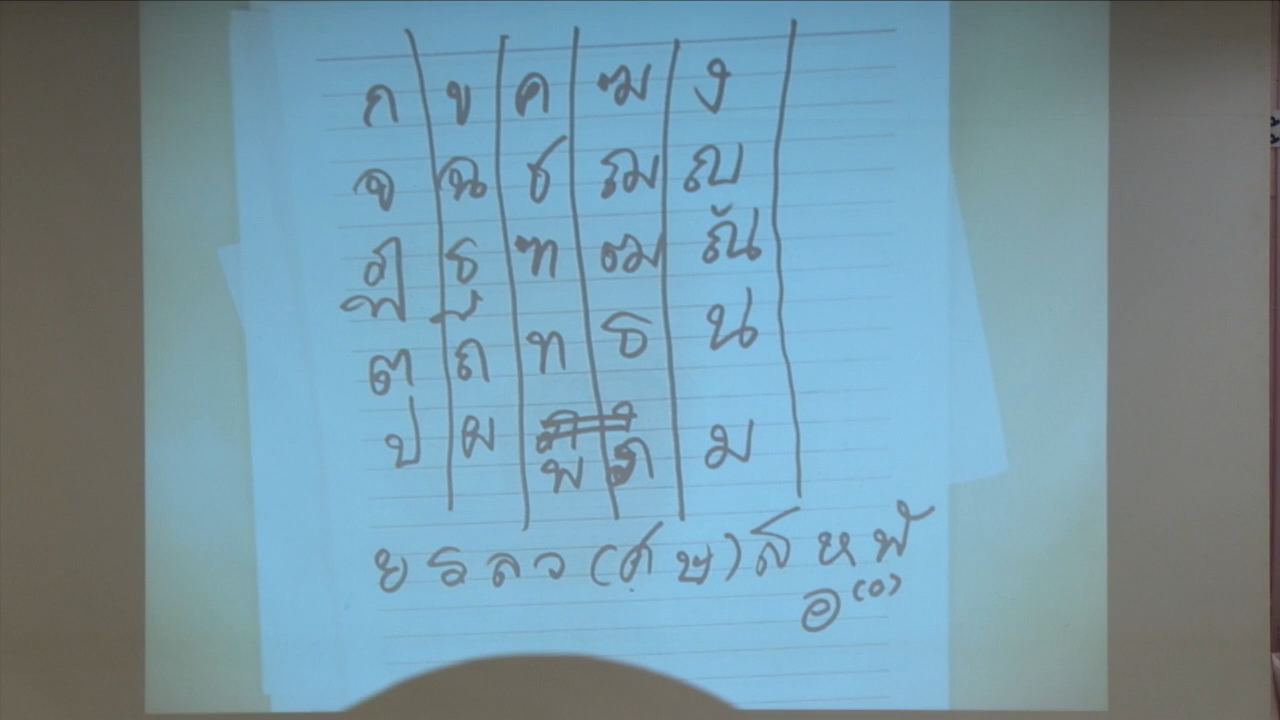 ก ข ค ฆ ง
จ ฉ ช ฌ ญ
ฏ ฐ ฑ ฒ ณ
ต ถ ท ธ น
ป ผ พ ภ ม
ย ร ล ว (ศ ษ) ส ห ฬ
อ (๐)